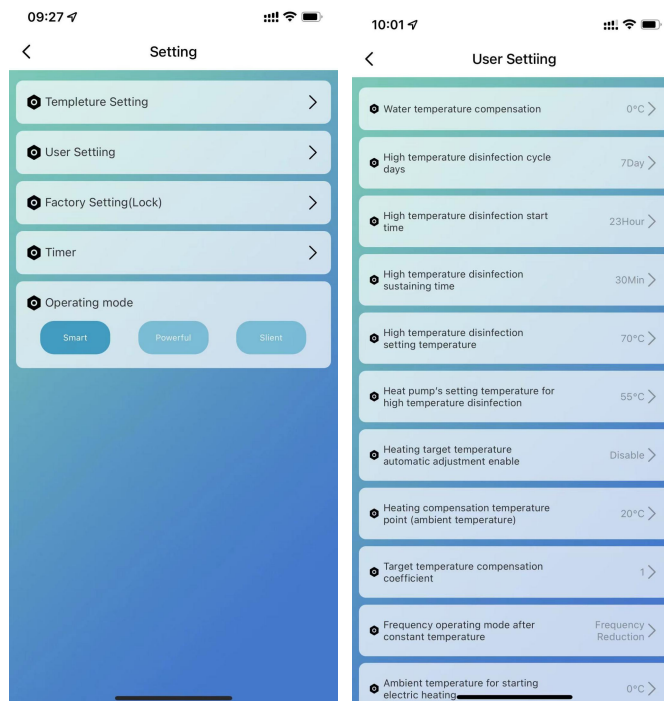 09:27
Setting
Templeture Setting
User Settiing
Factory Setting(Lock)
Timer
Operating mode
Smart
Powerful
Silent
10:01
User Settiing
Water temperature compensation
0°C
High temperature disinfection cycle
days
7Day
High temperature disinfection start
time
23Hour
High temperature disinfection
sustaining time
30Min
High temperature disinfection
setting temperature
70°C
Heat pump's setting temperature for
high temperature disinfection
55°C
Heating target temperature
automatic adjustment enable
Disable
Heating compensation temperature
point (ambient temperature)
20°C
Target temperature compensation
coefficient
1
Frequency operating mode after
constant temperature
Frequency
Reduction
Ambient temperature for starting
electric heating
0°C